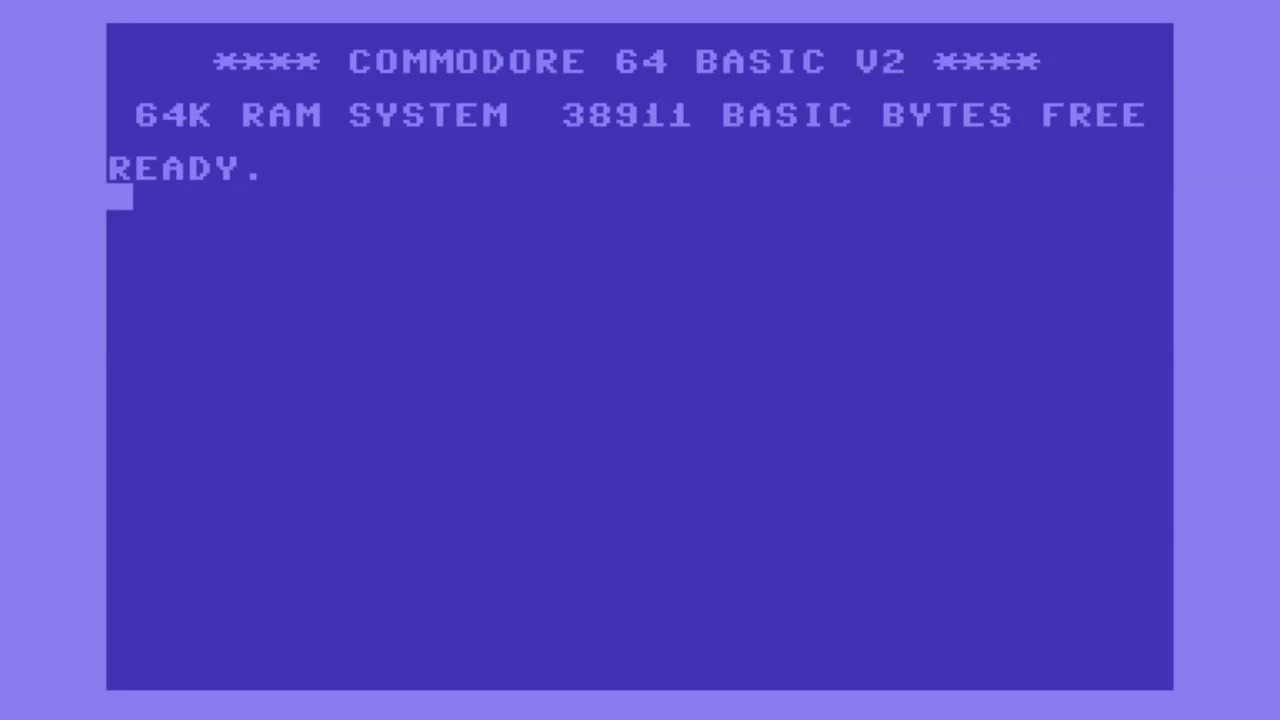 **** COMMODORE 64 BASIC V2 ****
64K RAM SYSTEM  38911 BASIC BYTES FREE
READY.